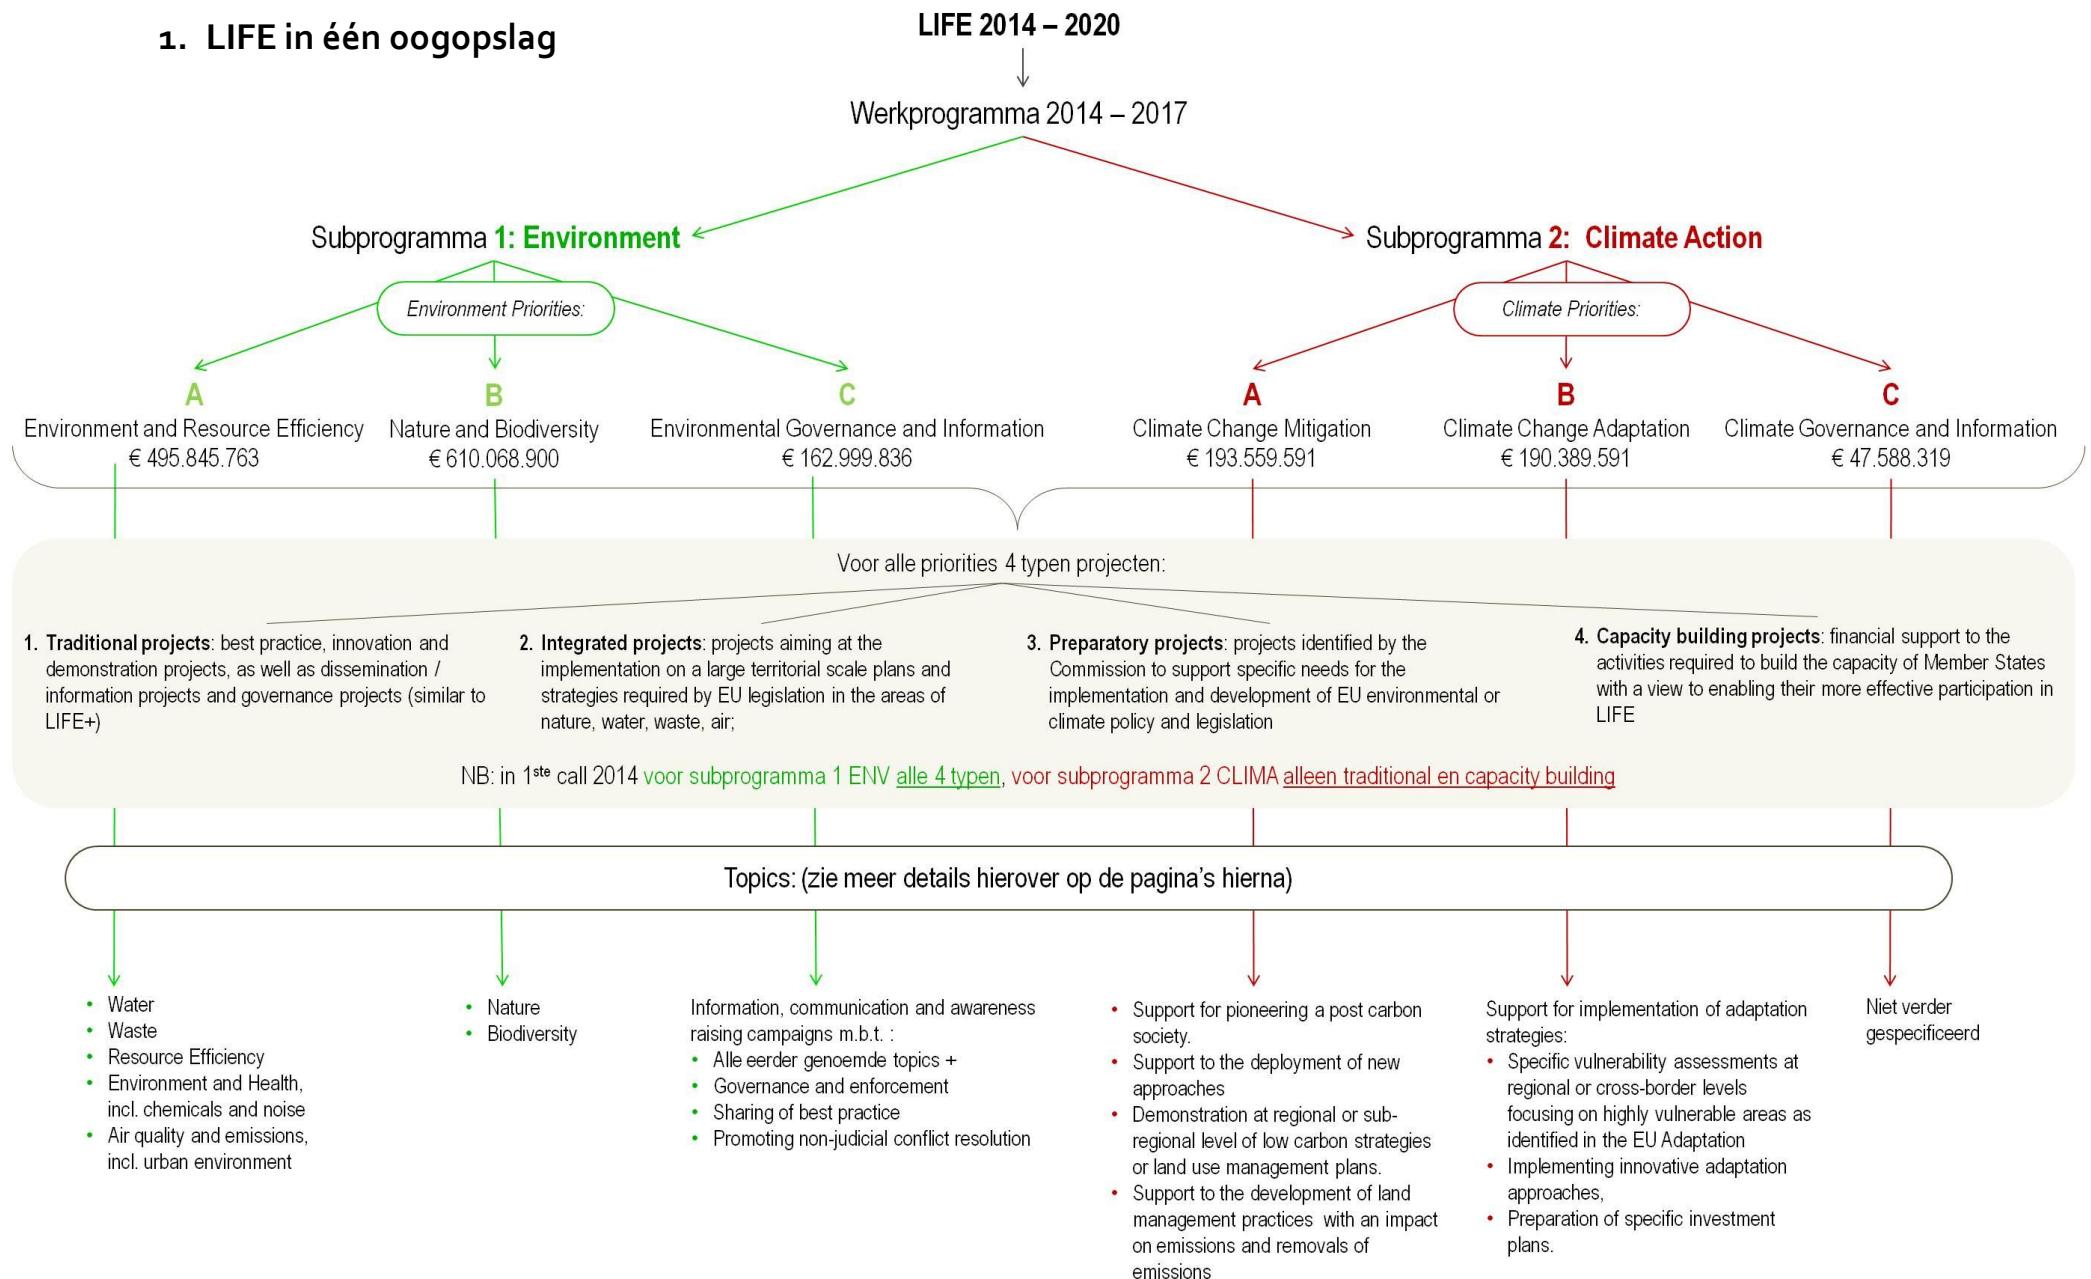 1. LIFE in één oogopslag
LIFE 2014 – 2020
Werkprogramma 2014 – 2017
Subprogramma 1: Environment
Subprogramma 2: Climate Action
Environment Priorities:
Climate Priorities:
A
B
C
A
B
C
Environment and Resource Efficiency
€ 495.845.763
Nature and Biodiversity
€ 610.068.900
Environmental Governance and Information
€ 162.999.836
Climate Change Mitigation
€ 193.559.591
Climate Change Adaptation
€ 190.389.591
Climate Governance and Information
€ 47.588.319
Voor alle priorities 4 typen projecten:
1. Traditional projects: best practice, innovation and
demonstration projects, as well as dissemination /
information projects and governance projects (similar to
LIFE+)
2. Integrated projects: projects aiming at the
implementation on a large territorial scale plans and
strategies required by EU legislation in the areas of
nature, water, waste, air;
3. Preparatory projects: projects identified by the
Commission to support specific needs for the
implementation and development of EU environmental or
climate policy and legislation
4. Capacity building projects: financial support to the
activities required to build the capacity of Member States
with a view to enabling their more effective participation in
LIFE
NB: in 1ste call 2014 voor subprogramma 1 ENV alle 4 typen, voor subprogramma 2 CLIMA alleen traditional en capacity building
Topics: (zie meer details hierover op de pagina's hierna)
• Water
• Waste
• Resource Efficiency
• Environment and Health,
incl. chemicals and noise
• Air quality and emissions,
incl. urban environment
• Nature
• Biodiversity
Information, communication and awareness
raising campaigns m.b.t. :
• Alle eerder genoemde topics +
• Governance and enforcement
• Sharing of best practice
• Promoting non-judicial conflict resolution
• Support for pioneering a post carbon
society.
• Support to the deployment of new
approaches
• Demonstration at regional or sub-
regional level of low carbon strategies
or land use management plans.
• Support to the development of land
management practices with an impact
on emissions and removals of
emissions
Support for implementation of adaptation
strategies:
• Specific vulnerability assessments at
regional or cross-border levels
focusing on highly vulnerable areas as
identified in the EU Adaptation
• Implementing innovative adaptation
approaches,
• Preparation of specific investment
plans.
Niet verder
gespecificeerd